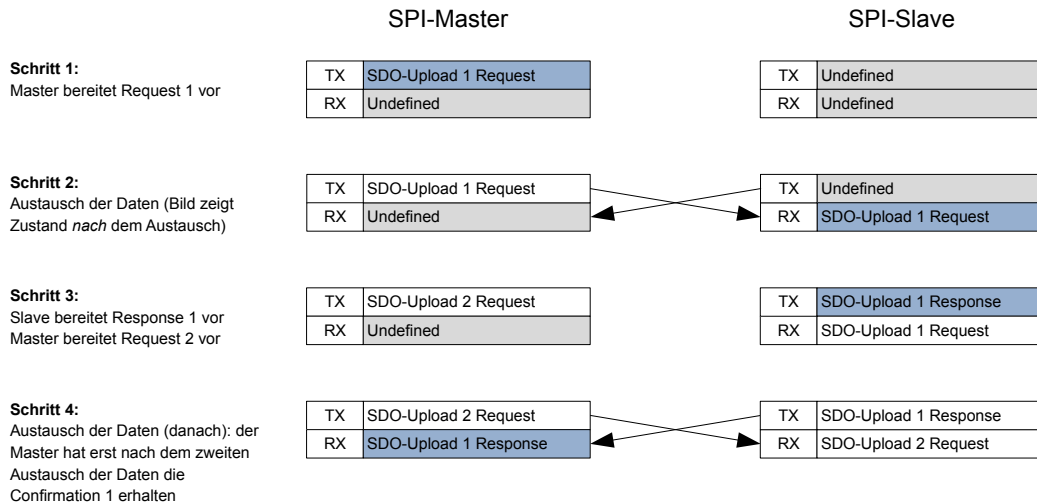 SPI-Master
SPI-Slave
Schritt 1:
Master bereitet Request 1 vor
TX SDO-Upload 1 Request
RX Undefined
TX Undefined
RX Undefined
Schritt 2:
Austausch der Daten (Bild zeigt
Zustand nach dem Austausch)
TX SDO-Upload 1 Request
RX Undefined
TX Undefined
RX SDO-Upload 1 Request
Schritt 3:
Slave bereitet Response 1 vor
Master bereitet Request 2 vor
TX SDO-Upload 2 Request
RX Undefined
TX SDO-Upload 1 Response
RX SDO-Upload 1 Request
Schritt 4:
Austausch der Daten (danach): der
Master hat erst nach dem zweiten
Austausch der Daten die
Confirmation 1 erhalten
TX SDO-Upload 2 Request
RX SDO-Upload 1 Response
TX SDO-Upload 1 Response
RX SDO-Upload 2 Request